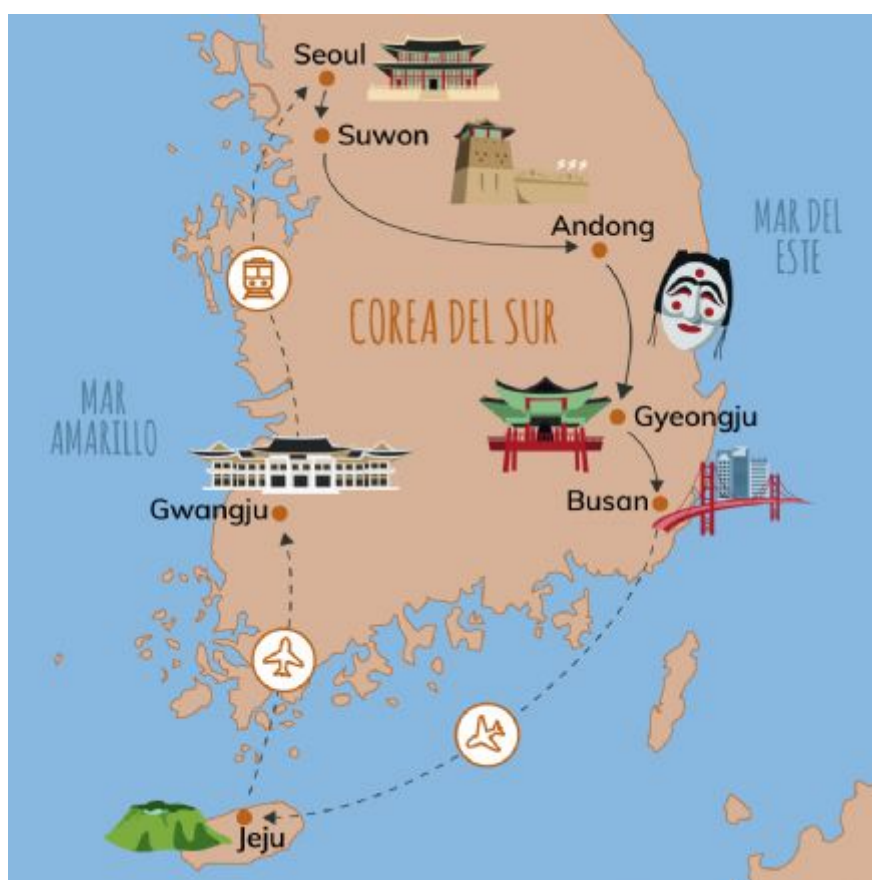 Seoul
Suwon
Andong
MAR DEL
ESTE
COREA DEL SUR
MAR
AMARILLO
Gyeongju
Gwangju
Busan
Jeju